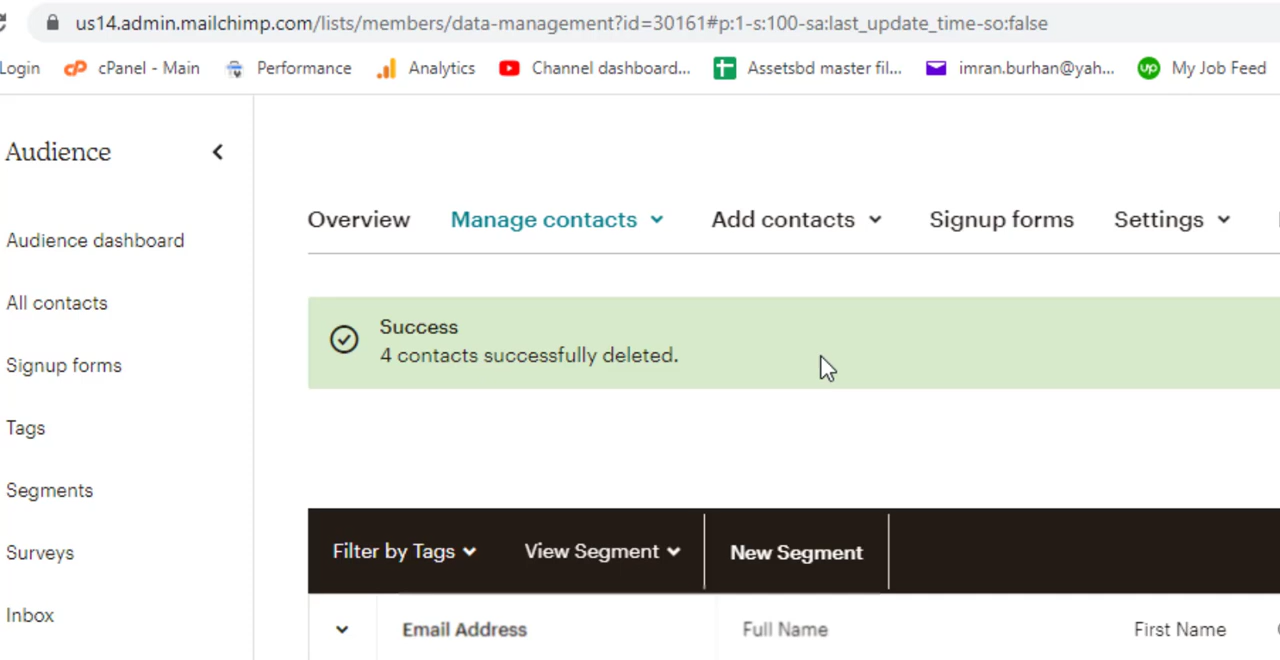 us14.admin.mailchimp.com/lists/members/data-management?id=30161#p:1-s:100-sa:last_update_time-so:false
Login cPanel - Main Performance Analytics Channel dashboard... Assetsbd master fil... imran.burhan@yah... up My Job Feed
Audience
Overview Manage contacts Add contacts Signup forms Settings
Audience dashboard
All contacts
Signup forms
Tags
Segments
Surveys
Inbox
Success
4 contacts successfully deleted.
Filter by Tags View Segment New Segment
Email Address Full Name First Name